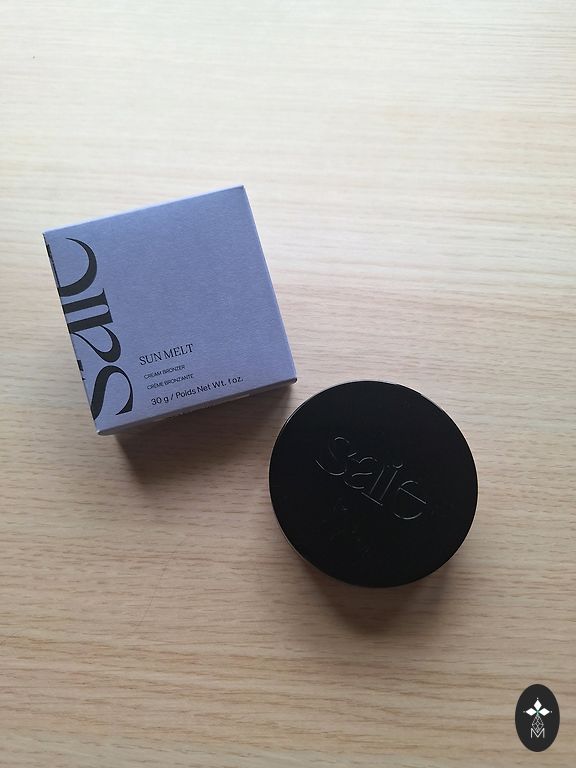 saie
SUN MELT
CREAM BRONZER
CRÈME BRONZANTE
30 g / Poids Net Wt. 1 oz.
saie
M